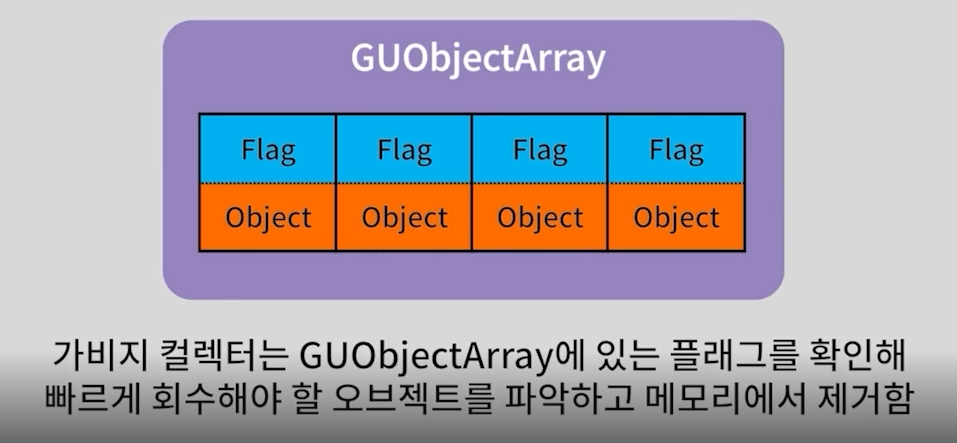 GUObjectArray
Flag Flag Flag Flag
Object Object Object Object
가비지 컬렉터는 GUObjectArray에 있는 플래그를 확인해
빠르게 회수해야 할 오브젝트를 파악하고 메모리에서 제거함